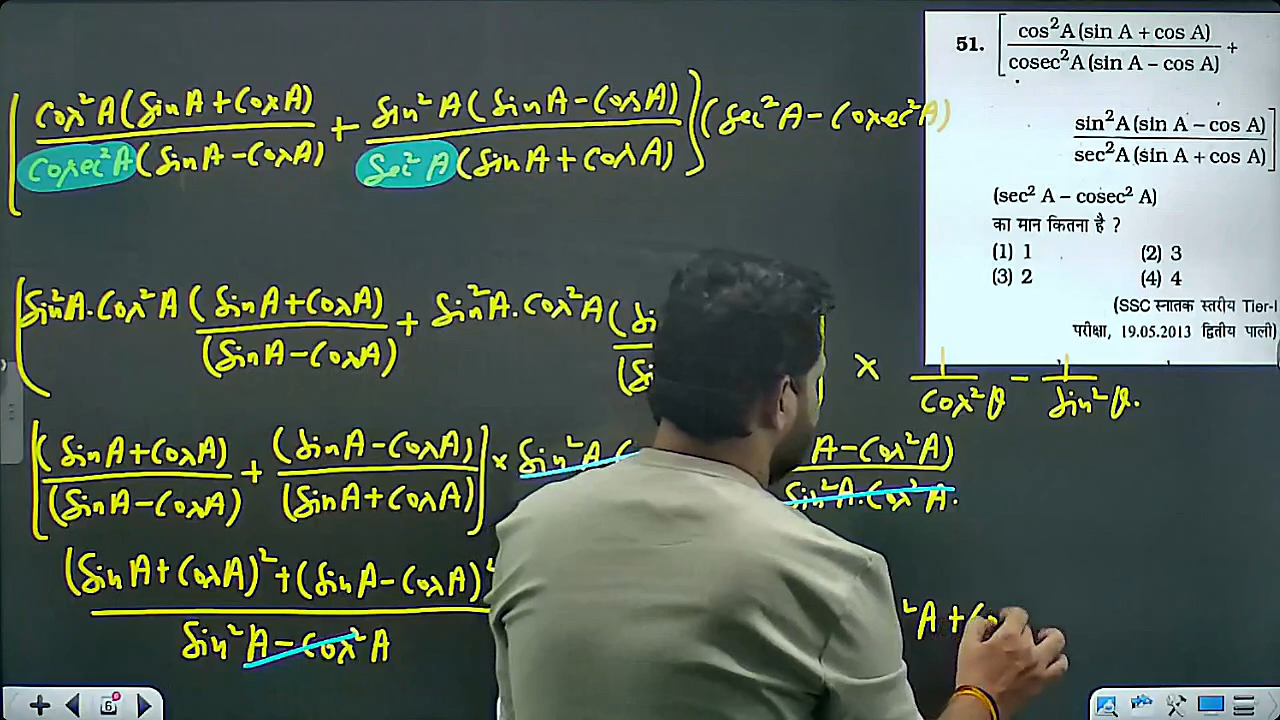 51. [cos²A (sin A + cos A) / cosec²A (sin A – cos A) +
sin²A (sin A – cos A) / sec²A (sin A + cos A)]
(sec² A – cosec² A)
का मान कितना है ?
(1) 1 (2) 3
(3) 2 (4) 4
(SSC स्नातक स्तरीय Tier-I
परीक्षा, 19.05.2013 द्वितीय पाली)
[Cos²A (SinA + CosA) / Cosec²A (SinA – CosA) + Sin²A (SinA – CosA) / Sec²A (SinA + CosA)] (Sec²A – Cosec²A)
[Sin²A.Cos²A (SinA + CosA) / (SinA – CosA) + Sin²A.Cos²A × 1 / Cos²θ – 1 / Sin²θ.
[(SinA + CosA) / (SinA – CosA) + (SinA – CosA) / (SinA + CosA)] × Sin²A A – Cos²A) / Sin²A.Cos²A.
(SinA + CosA)² + (SinA – CosA)² / Sin²A – Cos²A ²A +
6